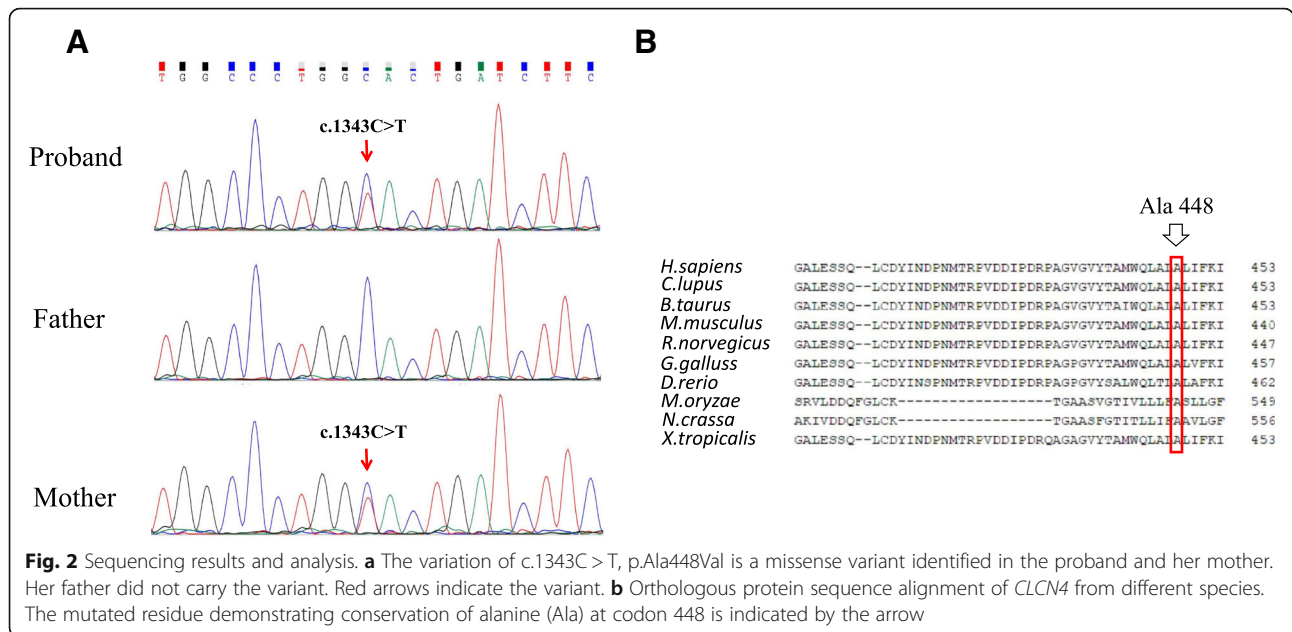 A
B
T G G C C C T G G C A C T G A T C T T C
c.1343C>T
Proband
Father
c.1343C>T
Mother
Ala 448
H.sapiens GALESSQ--LCDYINDPNMTRPVDDIPDRPAGVGVYTAMWQLALALIFKI 453
C.lupus GALESSQ--LCDYINDPNMTRPVDDIPDRPAGVGVYTAMWQLALALIFKI 453
B.taurus GALESSQ--LCDYINDPNMTRPVDDIPDRPAGVGVYTAIWQLALALIFKI 453
M.musculus GALESSQ--LCDYINDPNMTRPVDDIPDRPAGVGVYTAMWQLALALIFKI 440
R.norvegicus GALESSQ--LCDYINDPNMTRPVDDIPDRPAGVGVYTAMWQLALALIFKI 447
G.galluss GALESSQ--LCDYINDPNMTRPVDDIPDRPAGPGVYTAMWQLALALVFKI 457
D.rerio GALESSQ--LCDYINSPNMTRPVDDIPDRPAGPGVYSALWQLTLALAFKI 462
M.oryzae SRVLDDQFGLCK------------------TGAASVGTIVLLLFASLLGF 549
N.crassa AKIVDDQFGLCK------------------TGAASFGTITLLIFAAVLGF 556
X.tropicalis GALESSQ--LCDYINDPNMTRPVDDIPDRQAGAGVYTAMWQLALALIFKI 453
Fig. 2 Sequencing results and analysis. a The variation of c.1343C > T, p.Ala448Val is a missense variant identified in the proband and her mother.
Her father did not carry the variant. Red arrows indicate the variant. b Orthologous protein sequence alignment of CLCN4 from different species.
The mutated residue demonstrating conservation of alanine (Ala) at codon 448 is indicated by the arrow